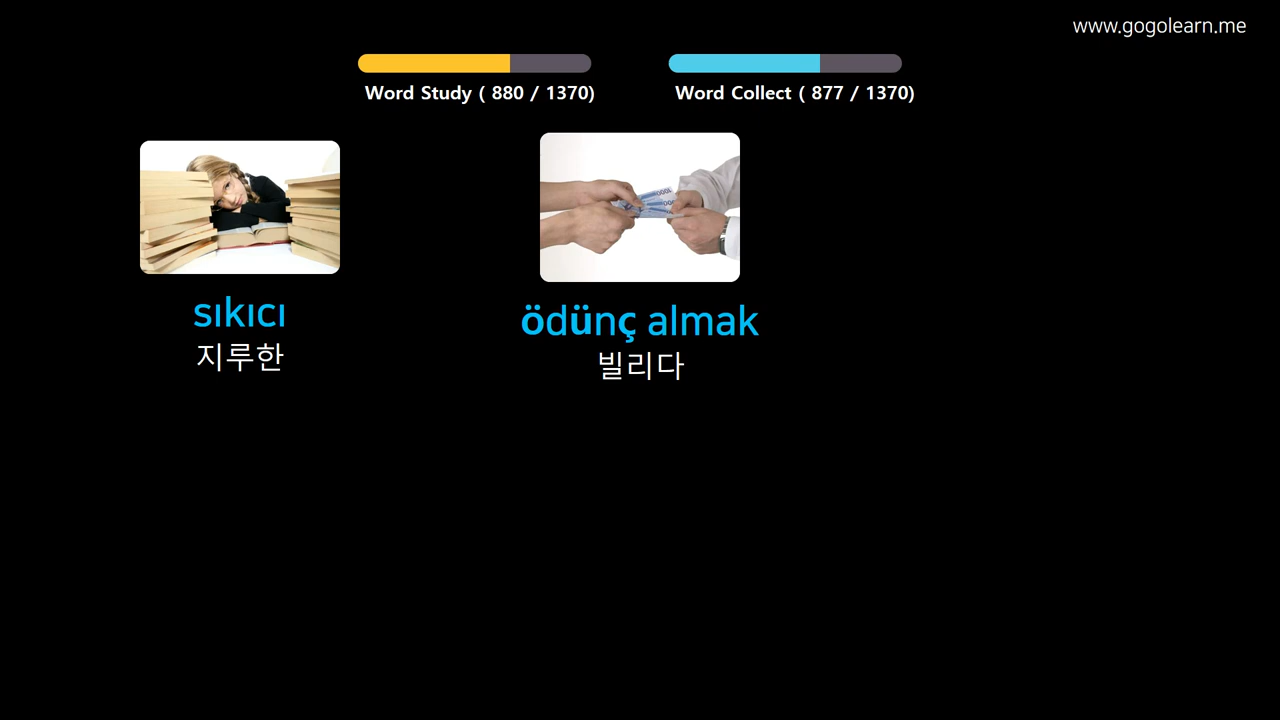 www.gogolearn.me
Word Study ( 880 / 1370)
Word Collect ( 877 / 1370)
sıkıcı
지루한
ödünç almak
빌리다